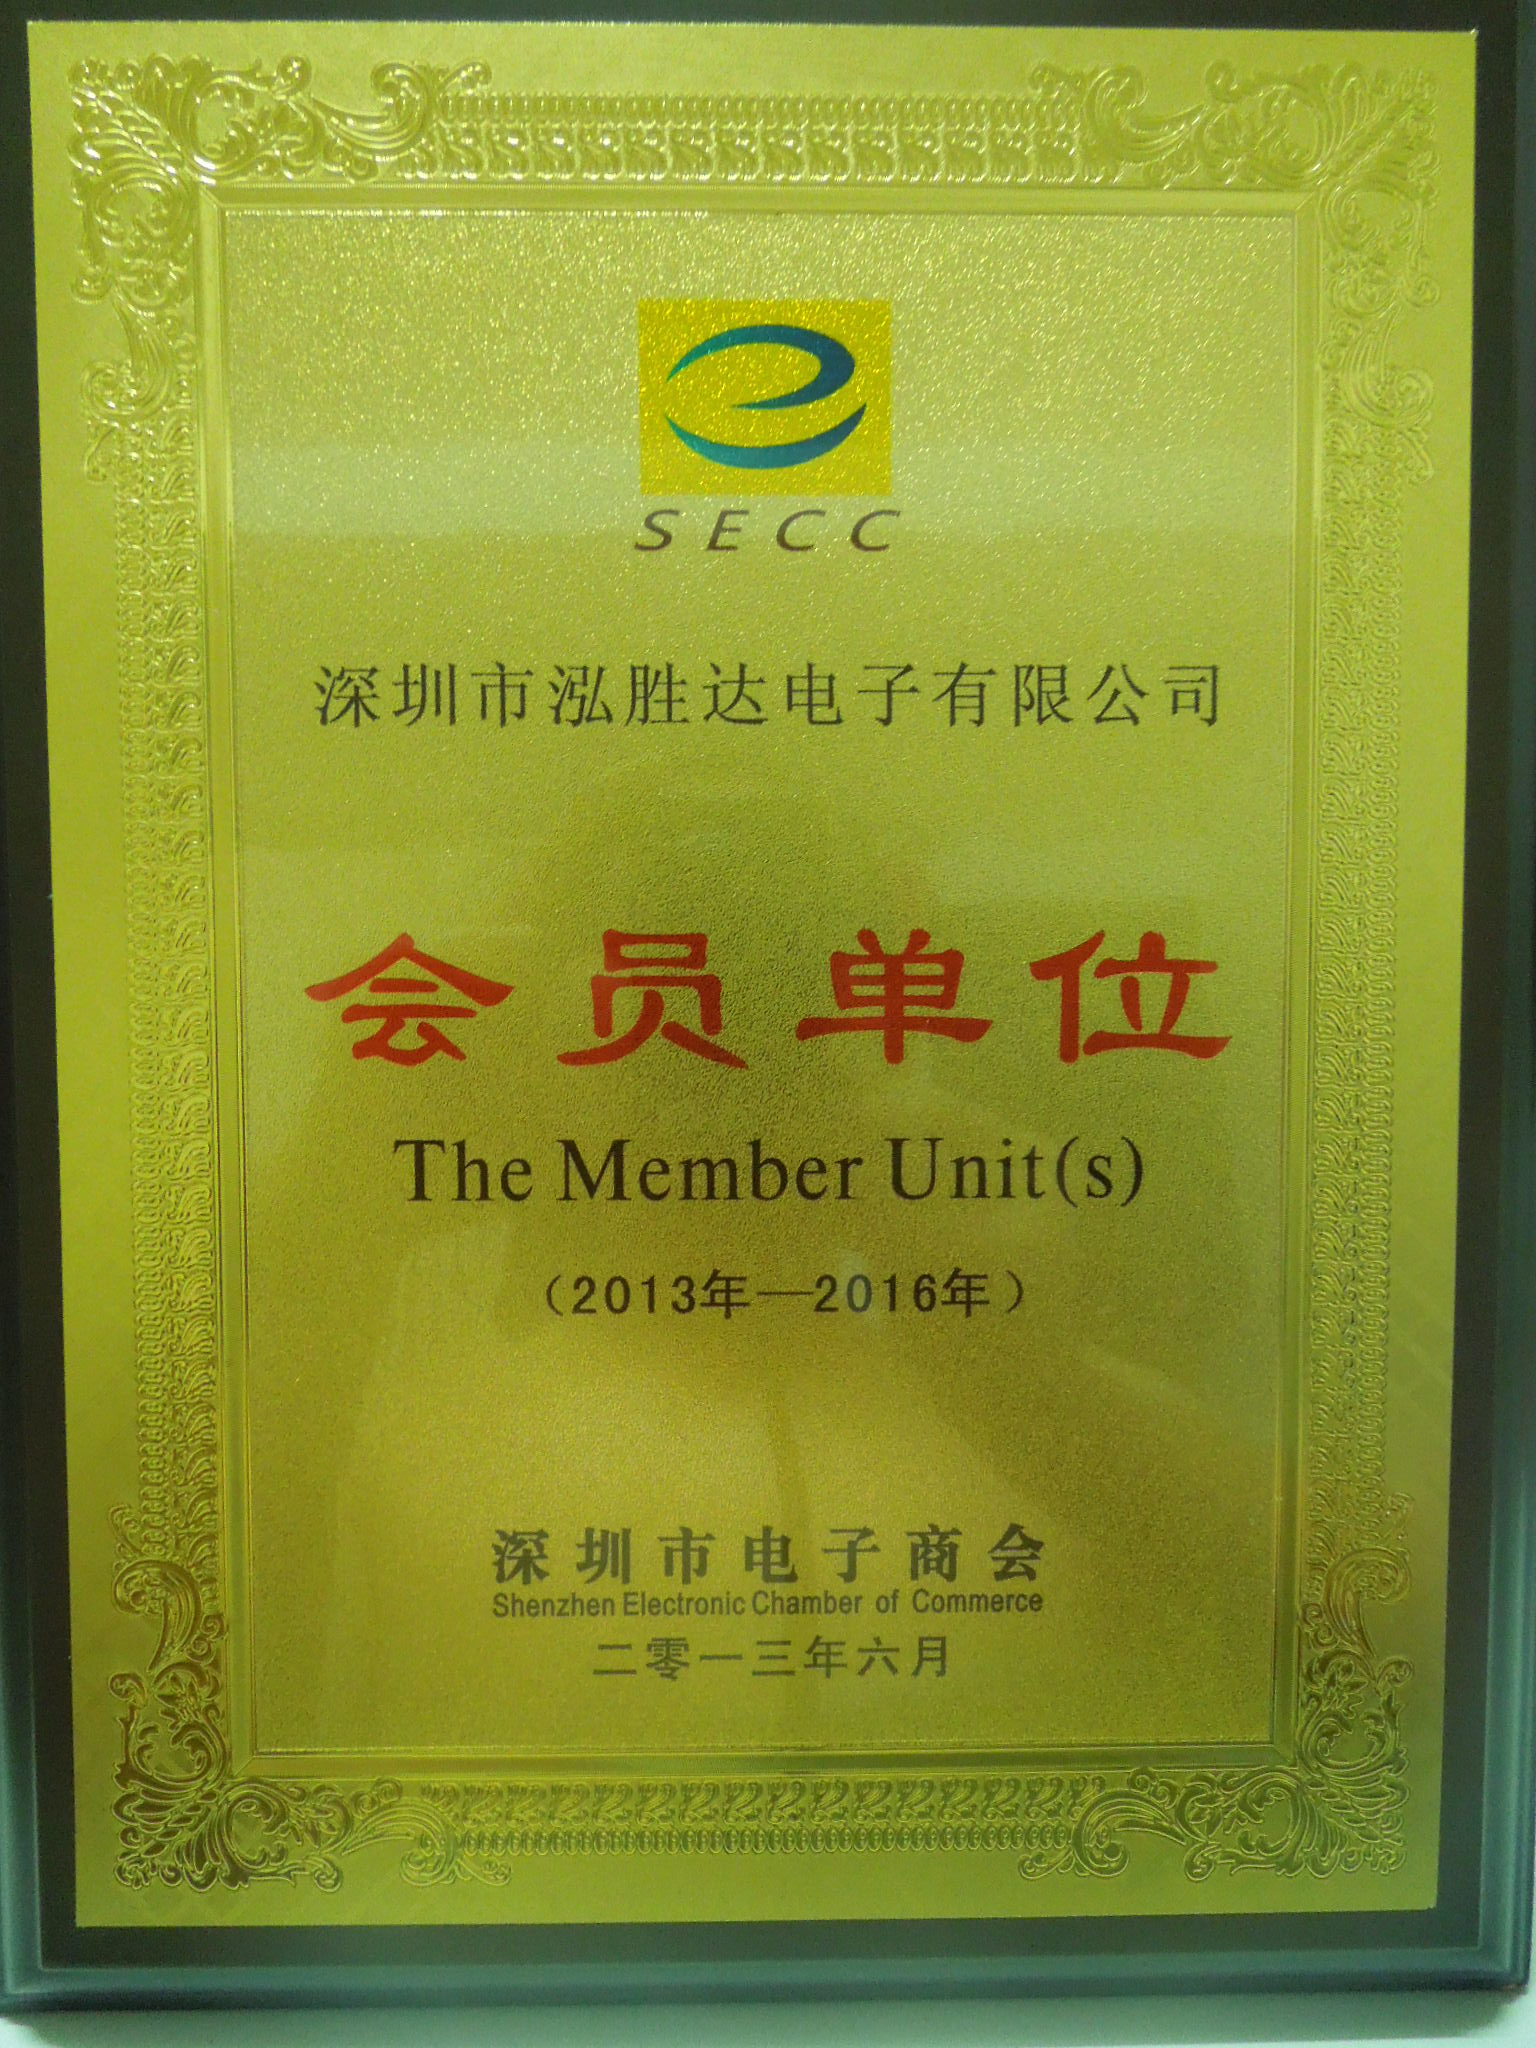 SECC
深圳市泓胜达电子有限公司
会员单位
The Member Unit(s)
（2013年—2016年）
深圳市电子商会
Shenzhen Electronic Chamber of Commerce
二零一三年六月